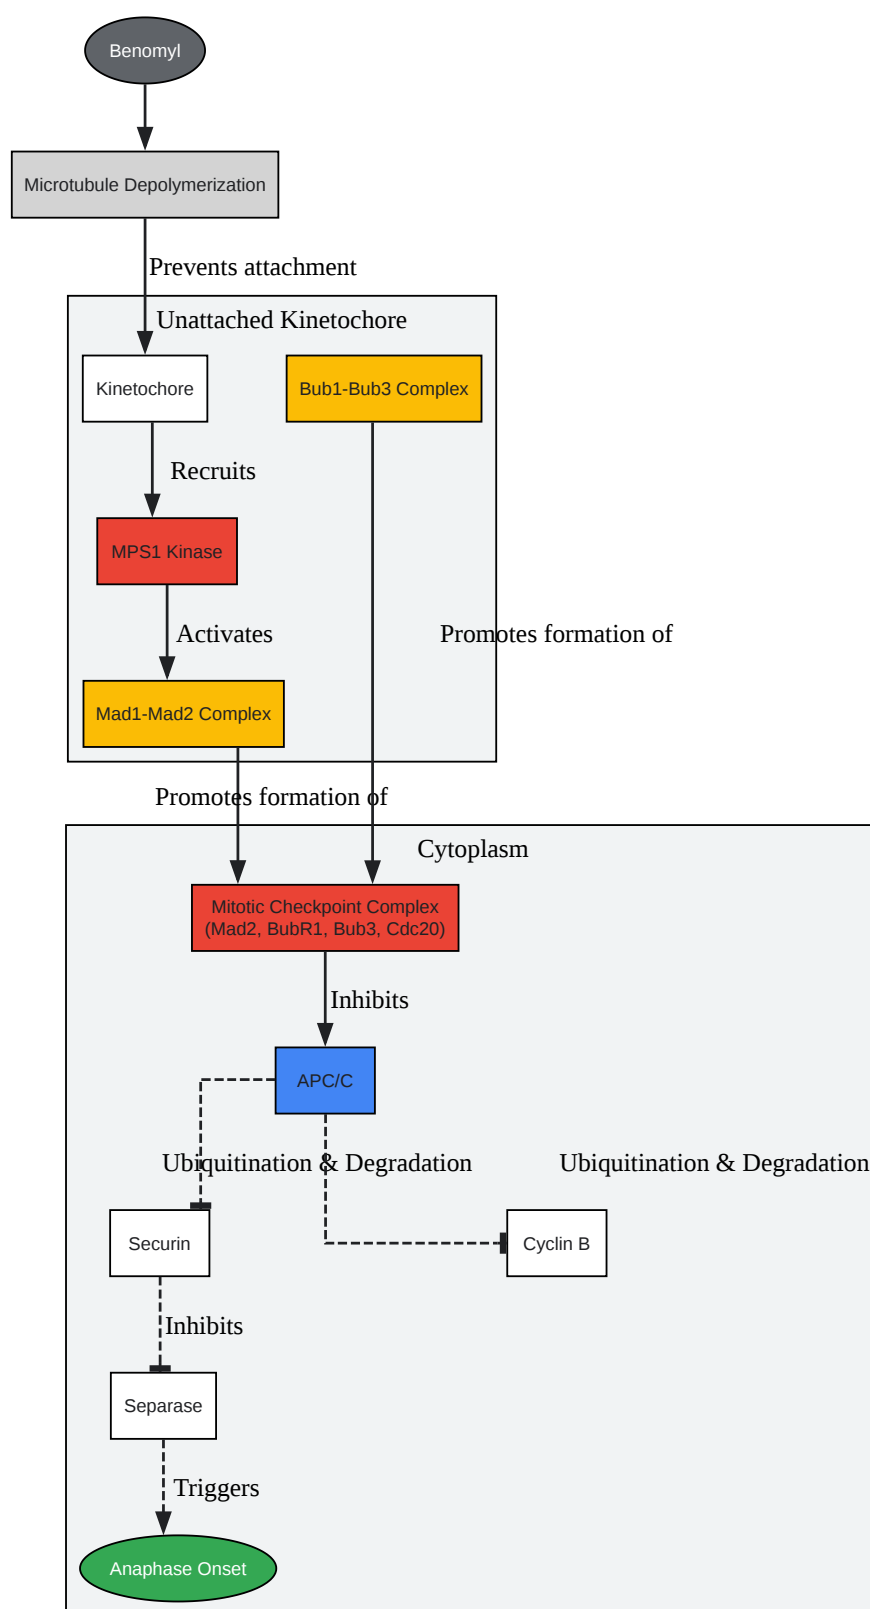 Benomyl
Microtubule Depolymerization
Prevents attachment
Unattached Kinetochore
Kinetochore
Bub1-Bub3 Complex
Recruits
MPS1 Kinase
Activates
Promotes formation of
Mad1-Mad2 Complex
Promotes formation of
Cytoplasm
Mitotic Checkpoint Complex
(Mad2, BubR1, Bub3, Cdc20)
Inhibits
APC/C
Ubiquitination & Degradation
Ubiquitination & Degradation
Securin
Cyclin B
Inhibits
Separase
Triggers
Anaphase Onset